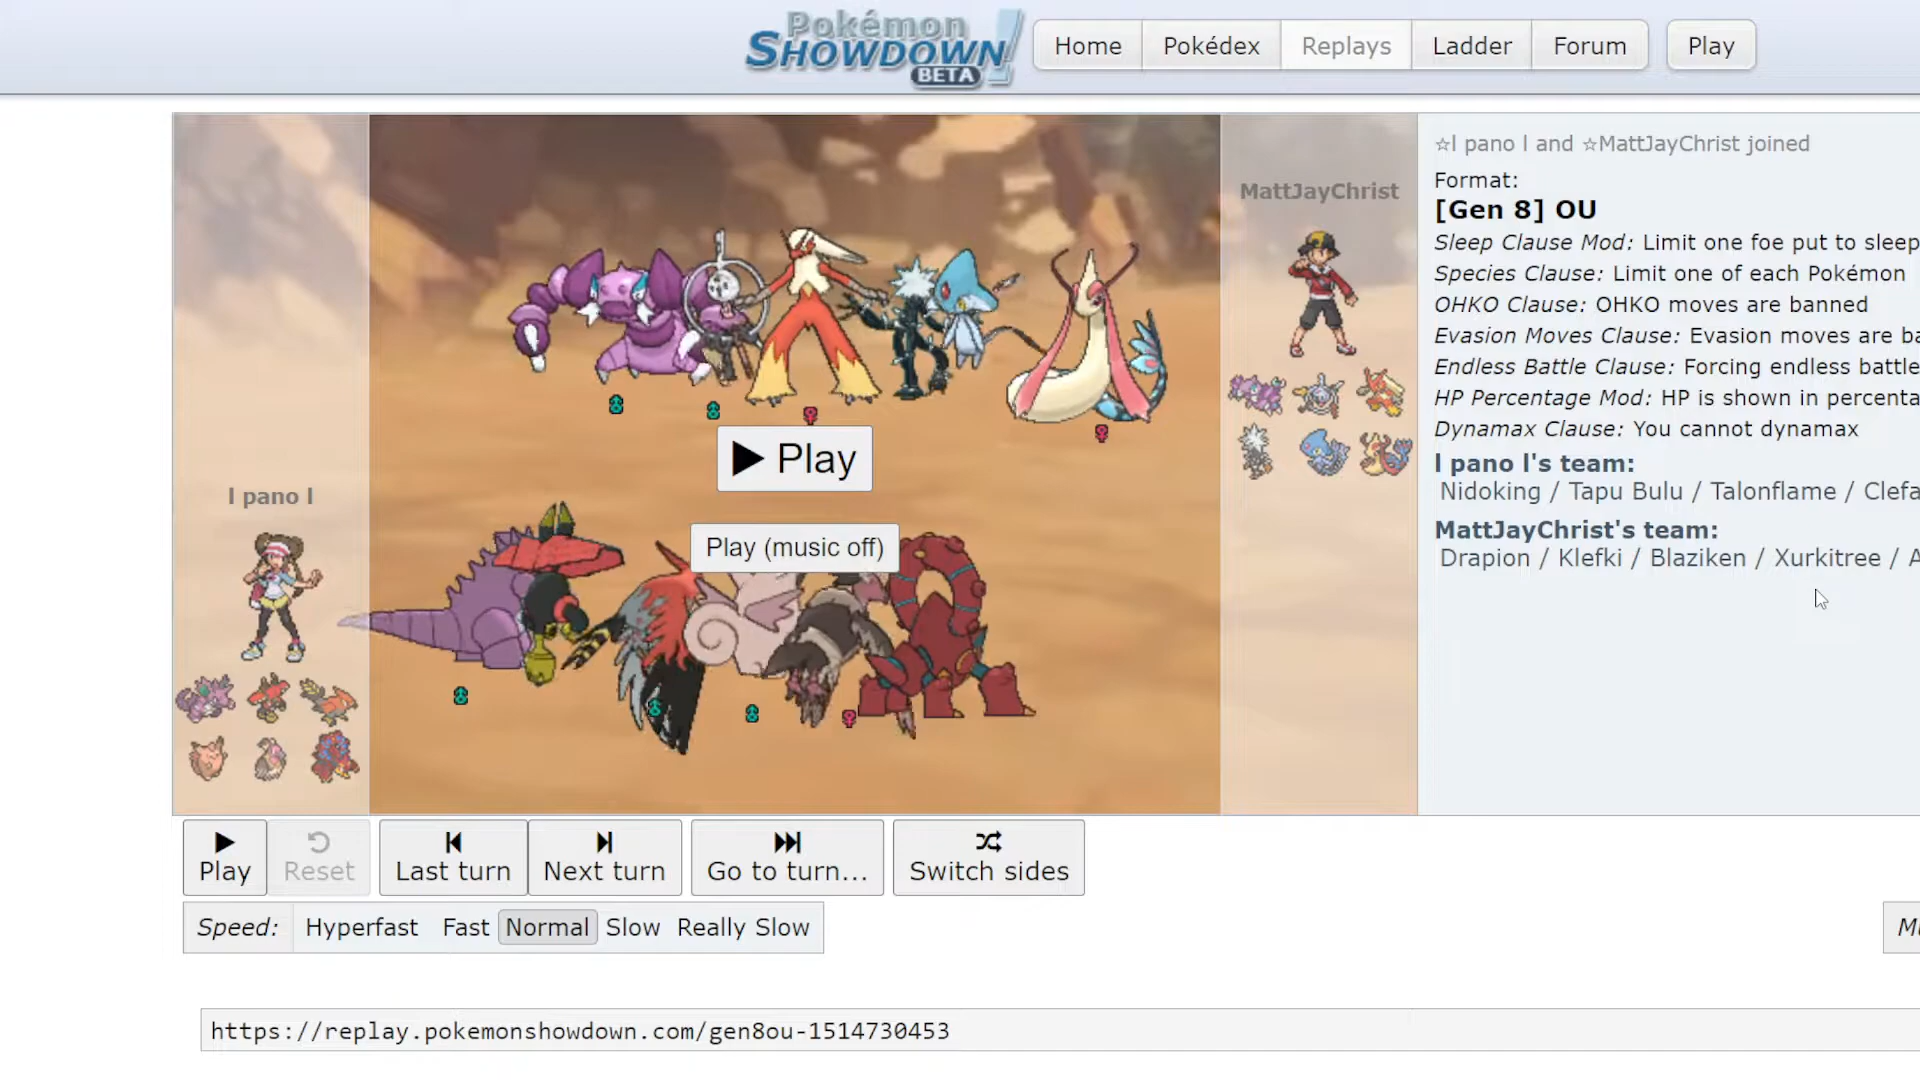 Pokémon
SHOWDOWN!
BETA
Home
Pokédex
Replays
Ladder
Forum
Play
☆l pano l and ☆MattJayChrist joined
Format:
[Gen 8] OU
Sleep Clause Mod: Limit one foe put to sleep
Species Clause: Limit one of each Pokémon
OHKO Clause: OHKO moves are banned
Evasion Moves Clause: Evasion moves are ba
Endless Battle Clause: Forcing endless battle
HP Percentage Mod: HP is shown in percenta
Dynamax Clause: You cannot dynamax
l pano l's team:
Nidoking / Tapu Bulu / Talonflame / Clefa
MattJayChrist's team:
Drapion / Klefki / Blaziken / Xurkitree / A
MattJayChrist
l pano l
Play
Play (music off)
Play
Reset
Last turn
Next turn
Go to turn...
Switch sides
Speed:
Hyperfast
Fast
Normal
Slow
Really Slow
https://replay.pokemonshowdown.com/gen8ou-1514730453